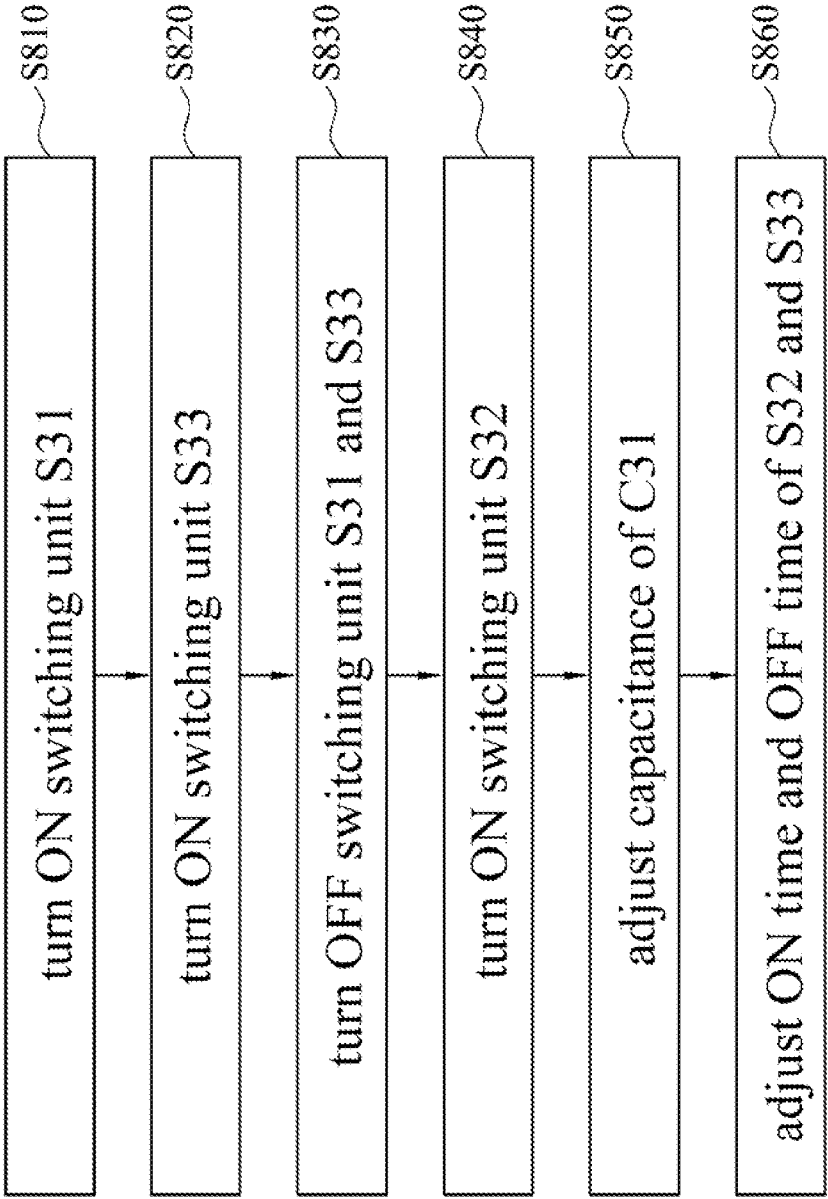 turn ON switching unit S31
S810
turn ON switching unit S33
S820
turn OFF switching unit S31 and S33
S830
turn ON switching unit S32
S840
adjust capacitance of C31
S850
adjust ON time and OFF time of S32 and S33
S860